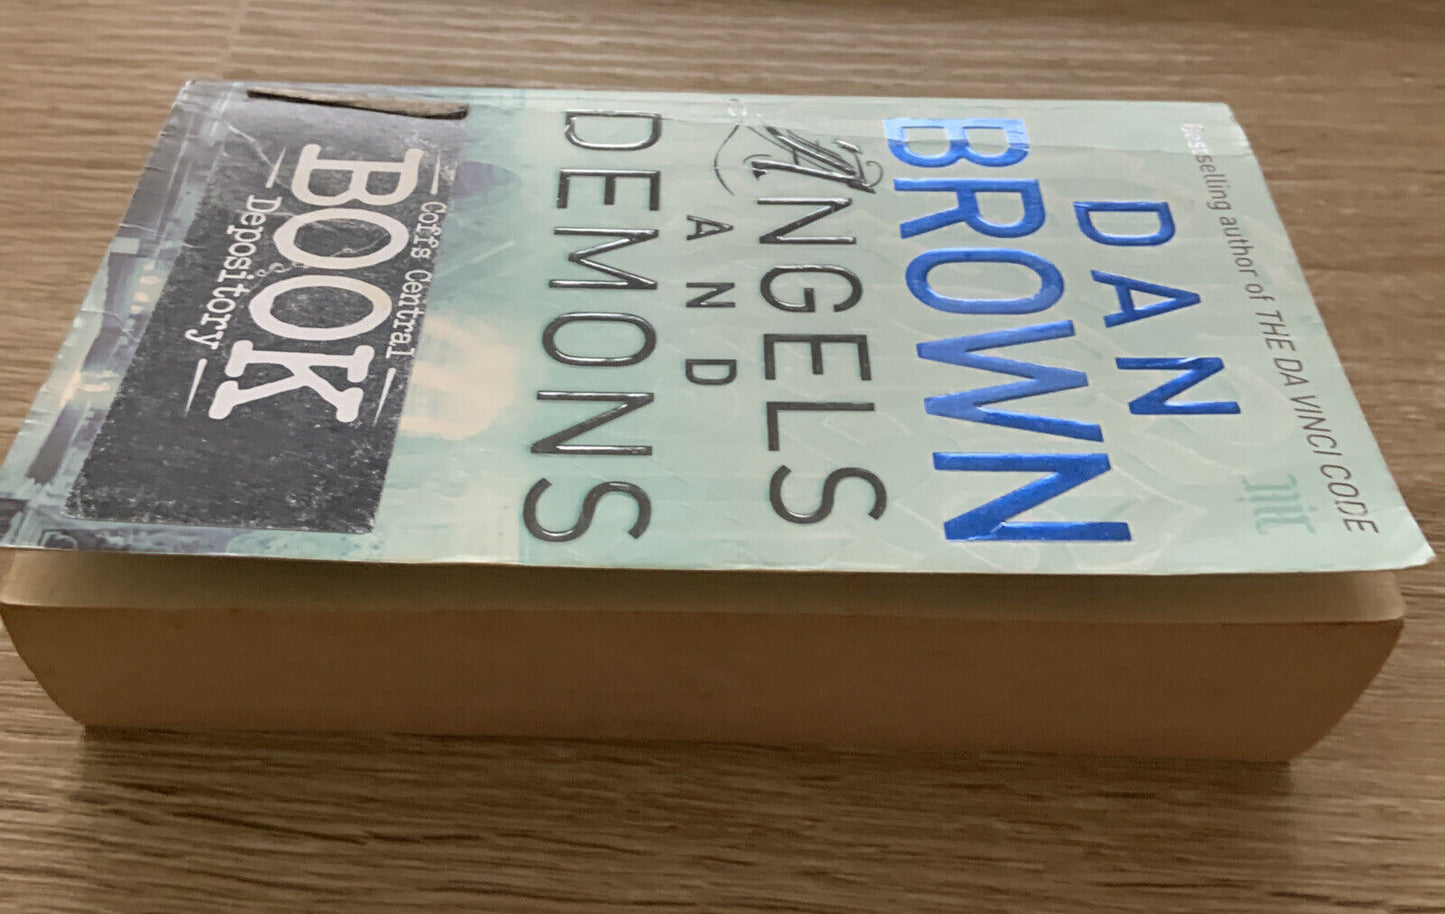 bestselling author of THE DA VINCI CODE
DAN
BROWN
ANGELS
AND
DEMONS
Coffs Central
BOOK
Depository